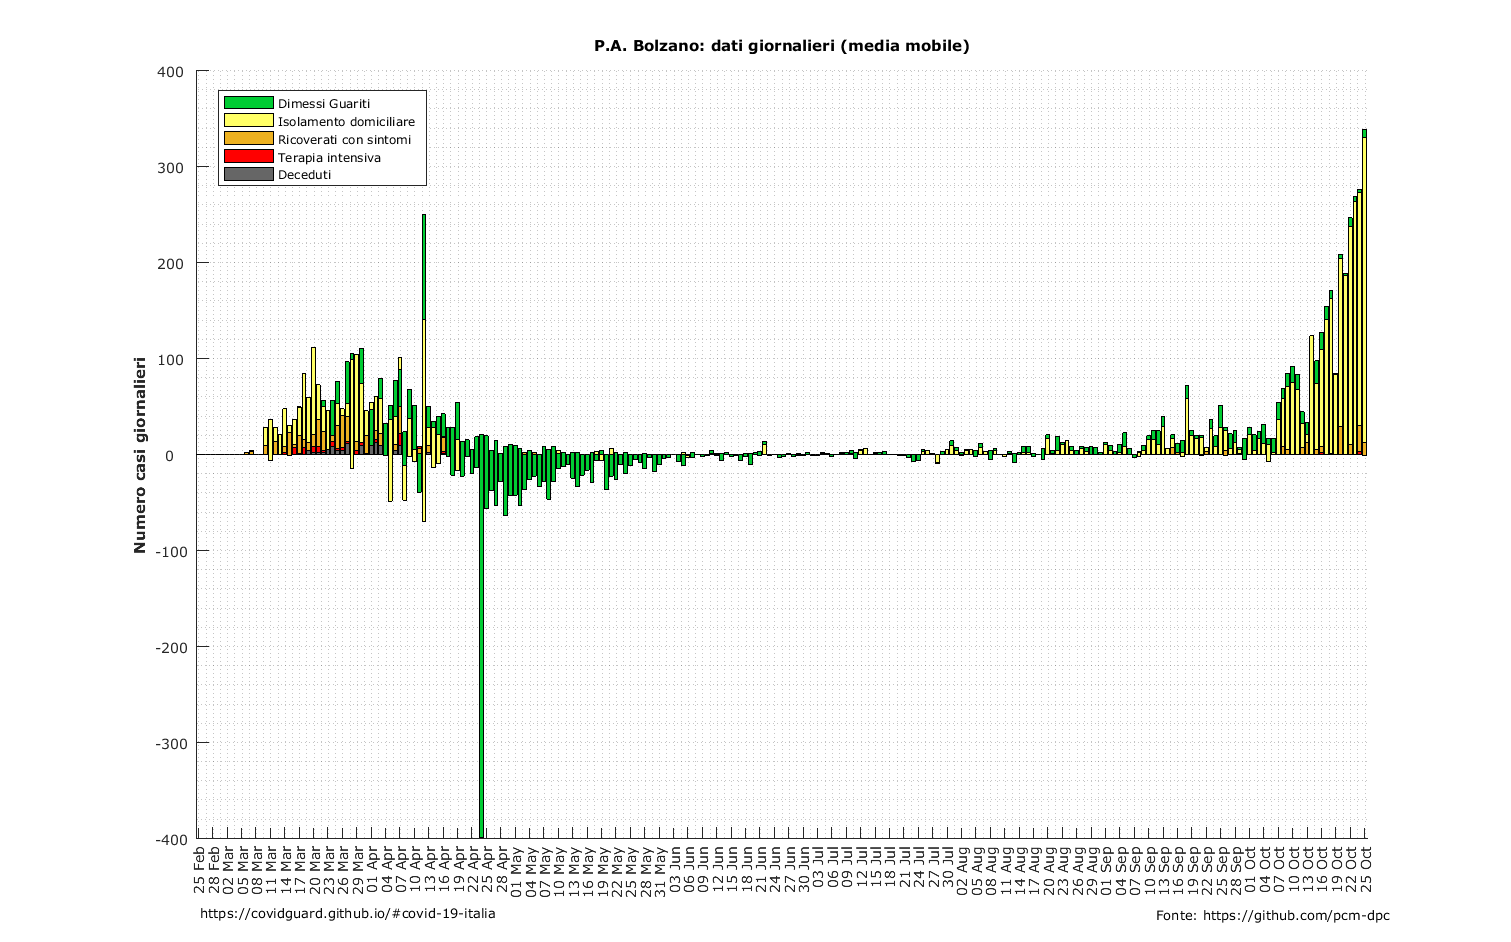 P.A. Bolzano: dati giornalieri (media mobile)
400
300
200
100
0
-100
-200
-300
-400
Numero casi giornalieri
Dimessi Guariti
Isolamento domiciliare
Ricoverati con sintomi
Terapia intensiva
Deceduti
25 Feb
28 Feb
02 Mar
05 Mar
08 Mar
11 Mar
14 Mar
17 Mar
20 Mar
23 Mar
26 Mar
29 Mar
01 Apr
04 Apr
07 Apr
10 Apr
13 Apr
16 Apr
19 Apr
22 Apr
25 Apr
28 Apr
01 May
04 May
07 May
10 May
13 May
16 May
19 May
22 May
25 May
28 May
31 May
03 Jun
06 Jun
09 Jun
12 Jun
15 Jun
18 Jun
21 Jun
24 Jun
27 Jun
30 Jun
03 Jul
06 Jul
09 Jul
12 Jul
15 Jul
18 Jul
21 Jul
24 Jul
27 Jul
30 Jul
02 Aug
05 Aug
08 Aug
11 Aug
14 Aug
17 Aug
20 Aug
23 Aug
26 Aug
29 Aug
01 Sep
04 Sep
07 Sep
10 Sep
13 Sep
16 Sep
19 Sep
22 Sep
25 Sep
28 Sep
01 Oct
04 Oct
07 Oct
10 Oct
13 Oct
16 Oct
19 Oct
22 Oct
25 Oct
https://covidguard.github.io/#covid-19-italia
Fonte: https://github.com/pcm-dpc